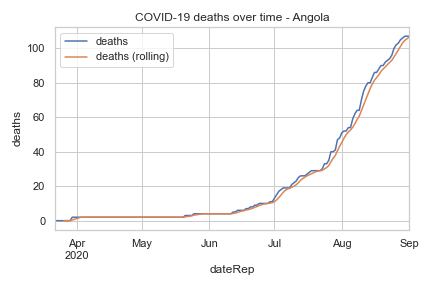 COVID-19 deaths over time - Angola
deaths
deaths (rolling)
100
80
60
40
20
0
deaths
Apr
2020
May
Jun
Jul
Aug
Sep
dateRep